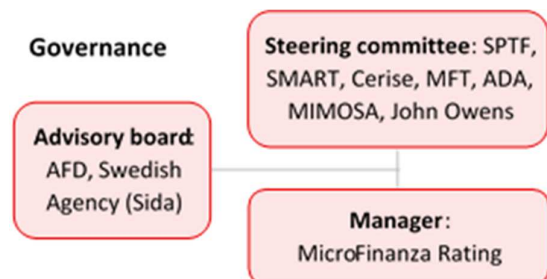 Governance
Steering committee: SPTF,
SMART, Cerise, MFT, ADA,
MIMOSA, John Owens
Advisory board:
AFD, Swedish
Agency (Sida)
Manager:
MicroFinanza Rating